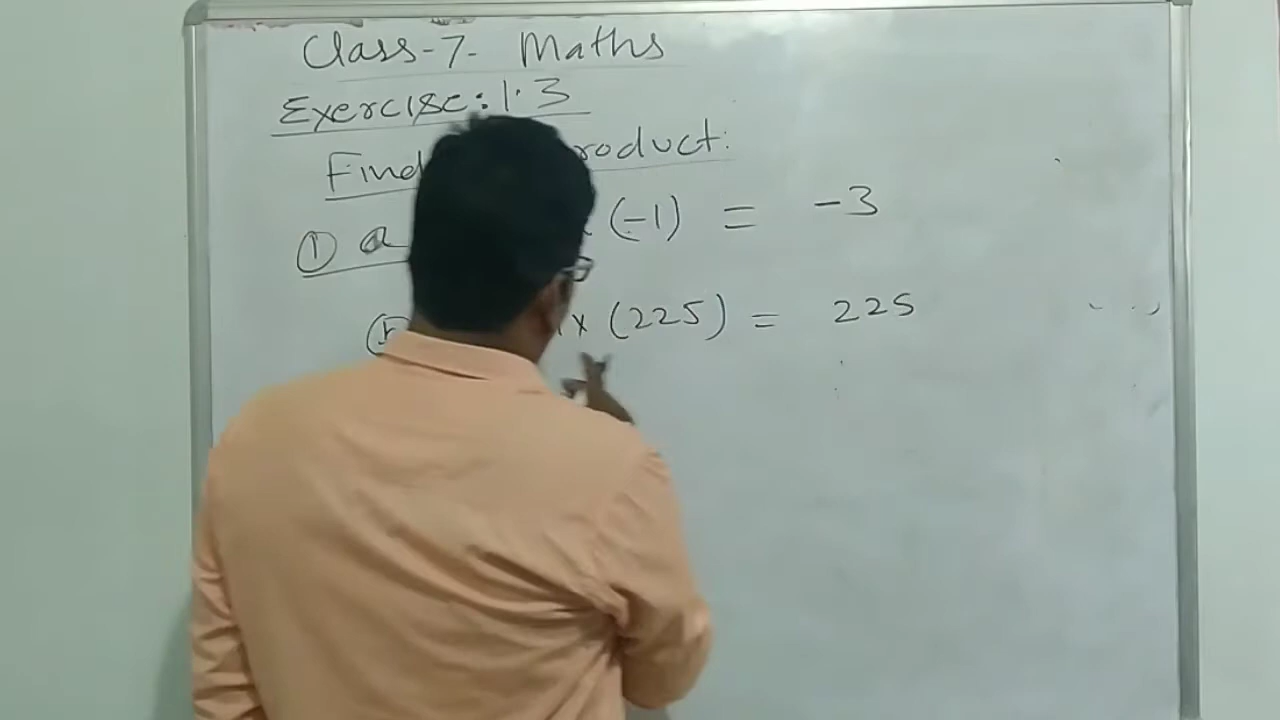 Class-7- Maths
Exercise: 1.3
Find roduct:
① a (-1) = -3
ⓑ x (225) = 225